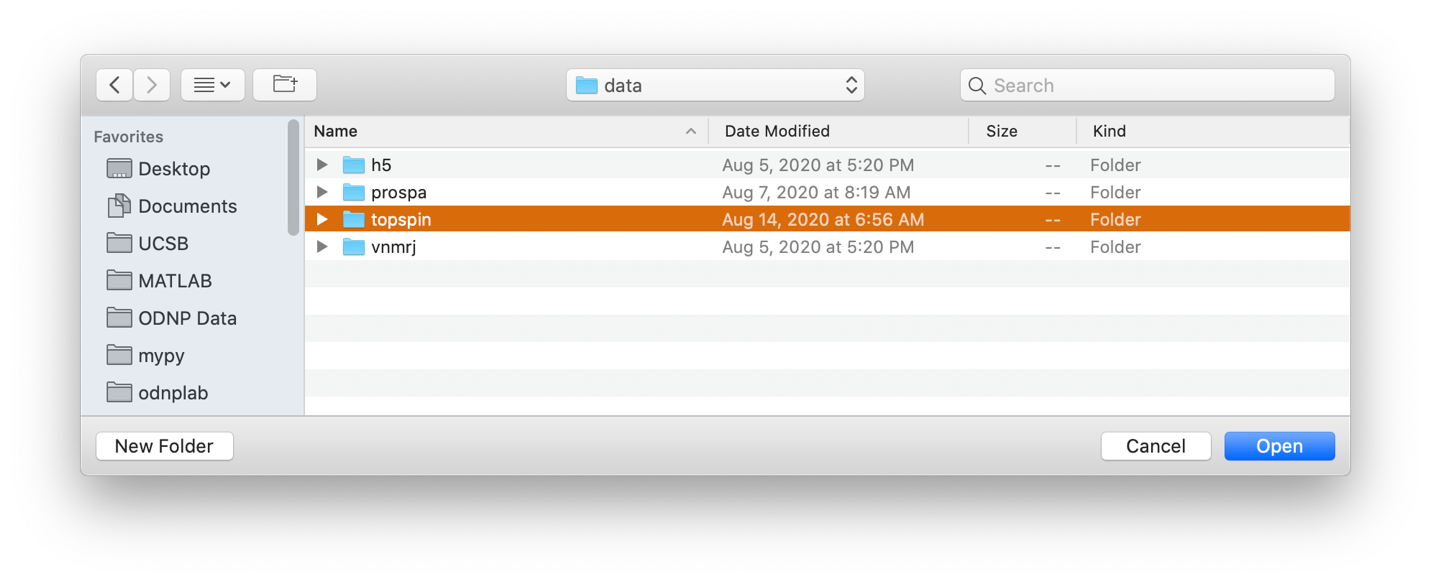 data
Search
Favorites
Desktop
Documents
UCSB
MATLAB
ODNP Data
mypy
odnplab
Name Date Modified Size Kind
h5 Aug 5, 2020 at 5:20 PM -- Folder
prospa Aug 7, 2020 at 8:19 AM -- Folder
topspin Aug 14, 2020 at 6:56 AM -- Folder
vnmrj Aug 5, 2020 at 5:20 PM -- Folder
New Folder Cancel Open